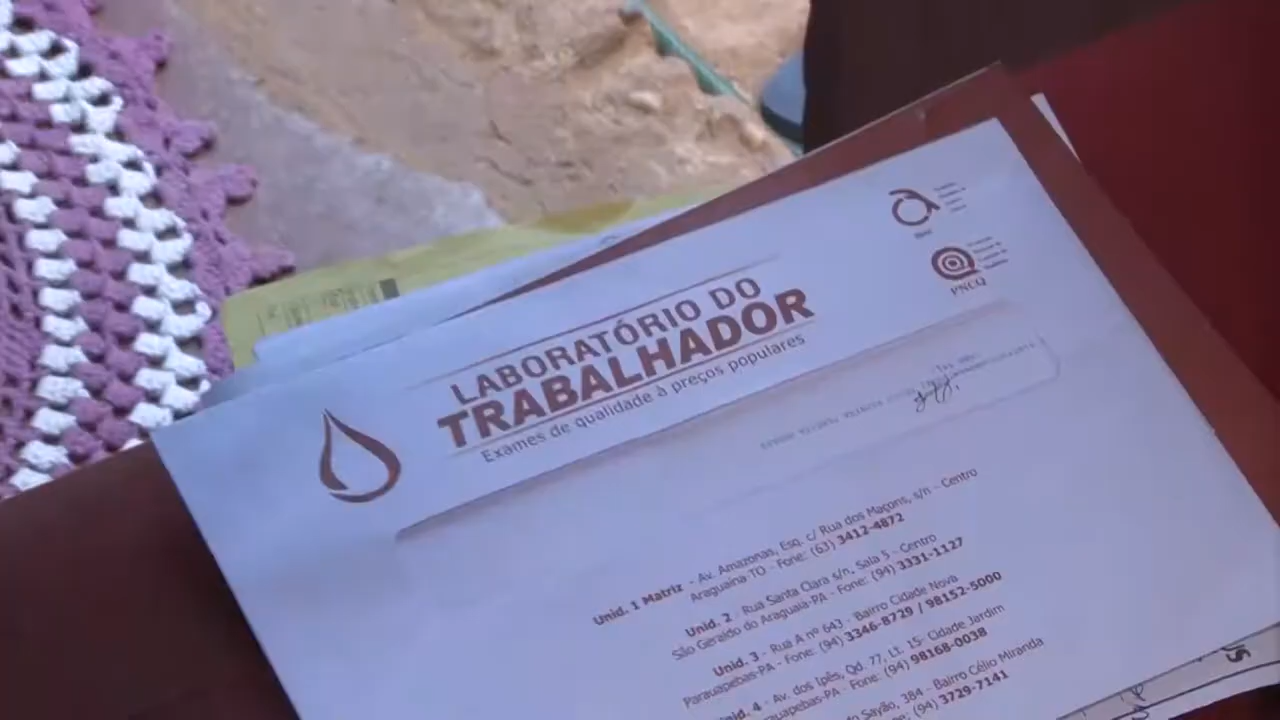 LABORATÓRIO DO
TRABALHADOR
Exames de qualidade à preços populares
PNCQ
Unid. 1 Matriz - Av. Amazonas, Esq. c/ Rua dos Maçons, s/n - Centro
Araguaína-TO - Fone: (63) 3412-4872
Unid. 2 - Rua Santa Clara s/n, Sala 5 - Centro
São Geraldo do Araguaia-PA - Fone: (94) 3331-1127
Unid. 3 - Rua A nº 643 - Bairro Cidade Nova
Parauapebas-PA - Fone: (94) 3346-8729 / 98152-5000
Unid. 4 - Av. dos Ipês, Qd. 77, Lt. 15 - Cidade Jardim
Parauapebas-PA - Fone: (94) 98168-0038
Sayão, 384 - Bairro Célio Miranda
Fone: (94) 3729-7141